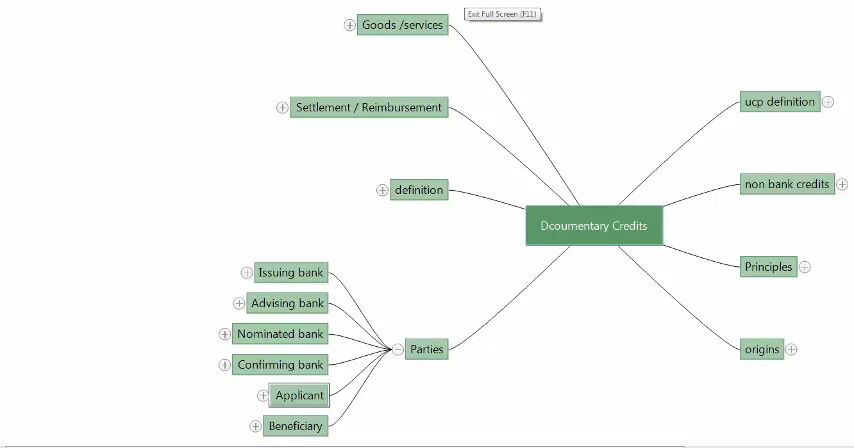 Exit Full Screen (F11)
Goods /services
Settlement / Reimbursement
definition
Dcoumentary Credits
ucp definition
non bank credits
Principles
origins
Parties
Issuing bank
Advising bank
Nominated bank
Confirming bank
Applicant
Beneficiary